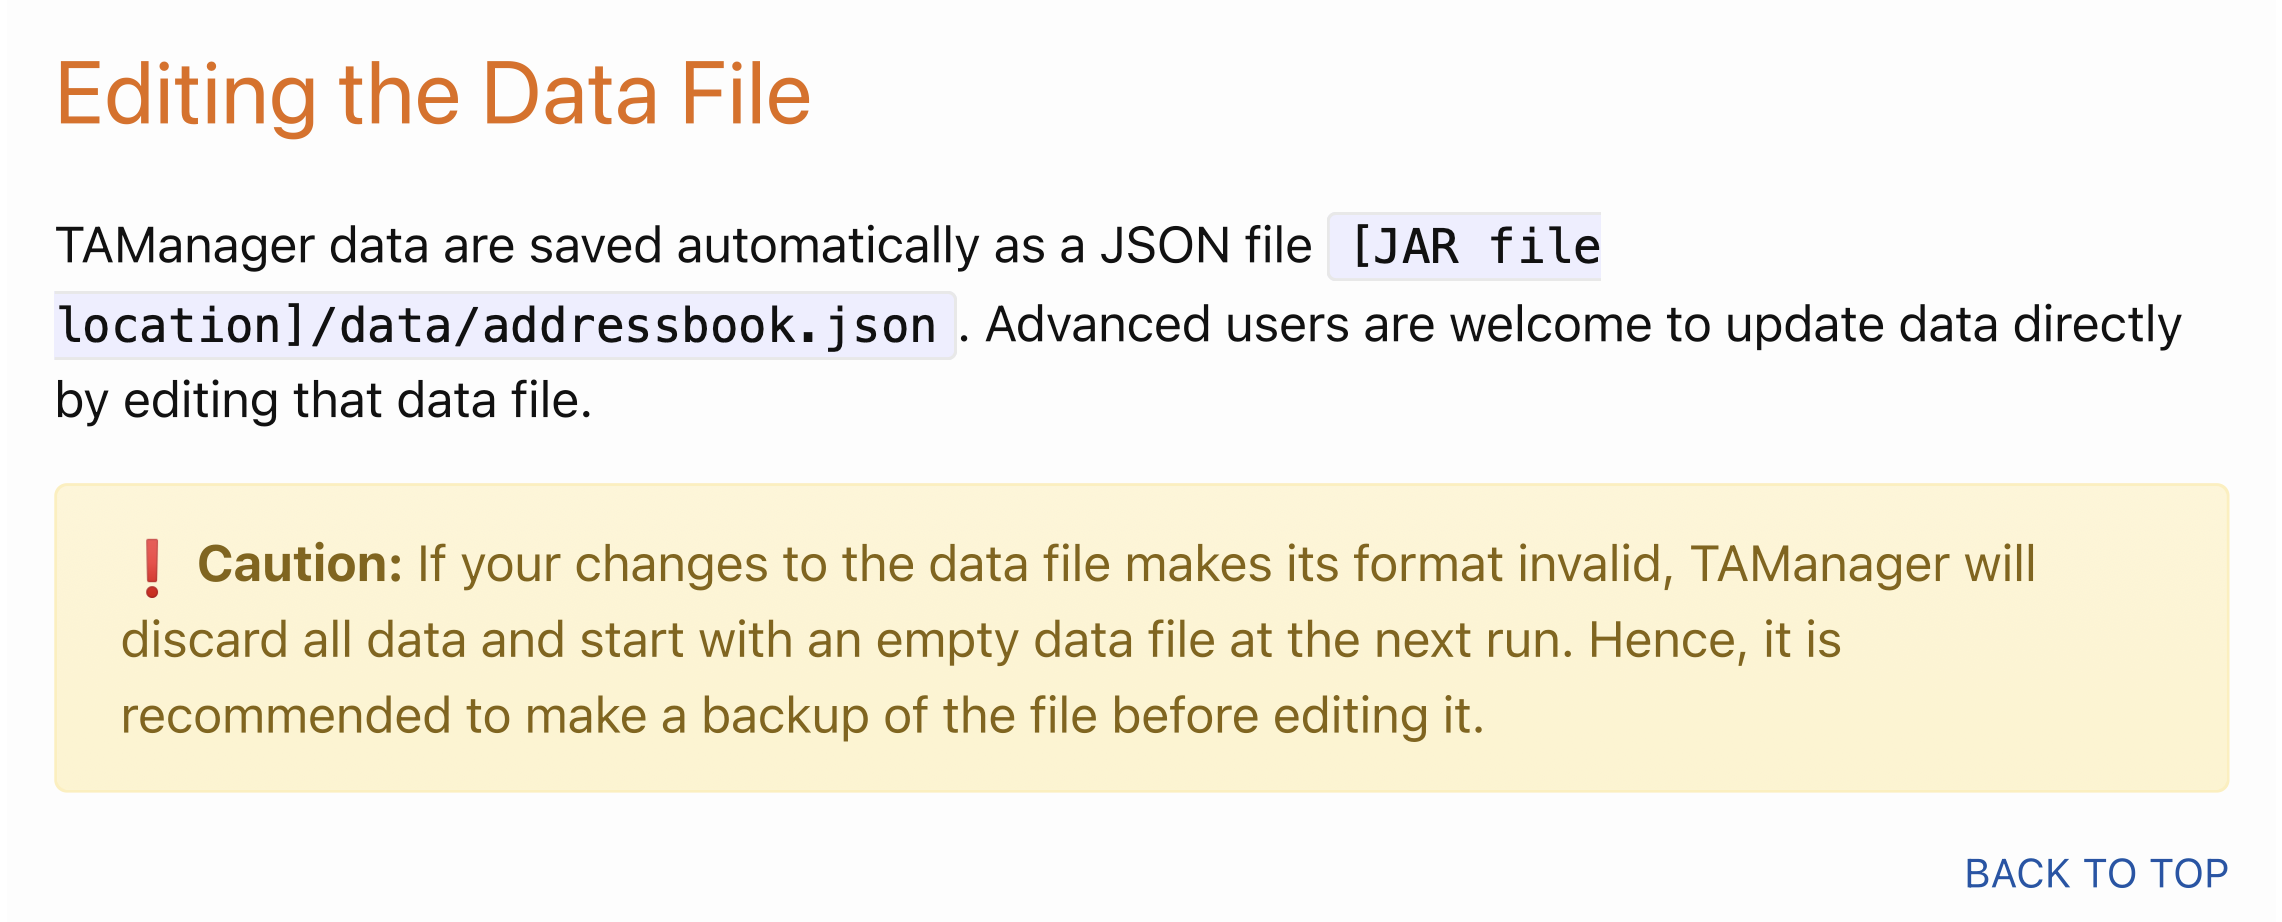 Editing the Data File
TAManager data are saved automatically as a JSON file [JAR file
location]/data/addressbook.json. Advanced users are welcome to update data directly
by editing that data file.
❗ Caution: If your changes to the data file makes its format invalid, TAManager will
discard all data and start with an empty data file at the next run. Hence, it is
recommended to make a backup of the file before editing it.
BACK TO TOP